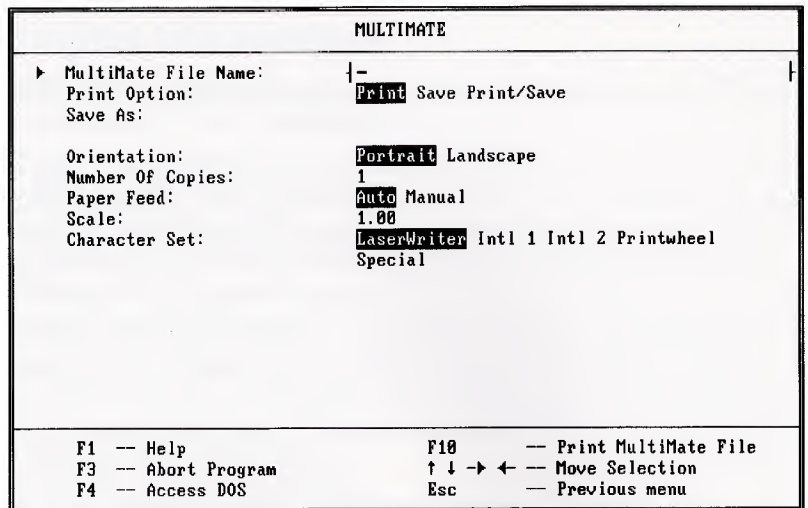 MULTIMATE
► MultiMate File Name: ┤_ ├
Print Option: Print Save Print/Save
Save As:
Orientation: Portrait Landscape
Number Of Copies: 1
Paper Feed: Auto Manual
Scale: 1.00
Character Set: LaserWriter Intl 1 Intl 2 Printwheel
Special
F1 -- Help F10 -- Print MultiMate File
F3 -- Abort Program ↑ ↓ -► ◄- -- Move Selection
F4 -- Access DOS Esc -- Previous menu